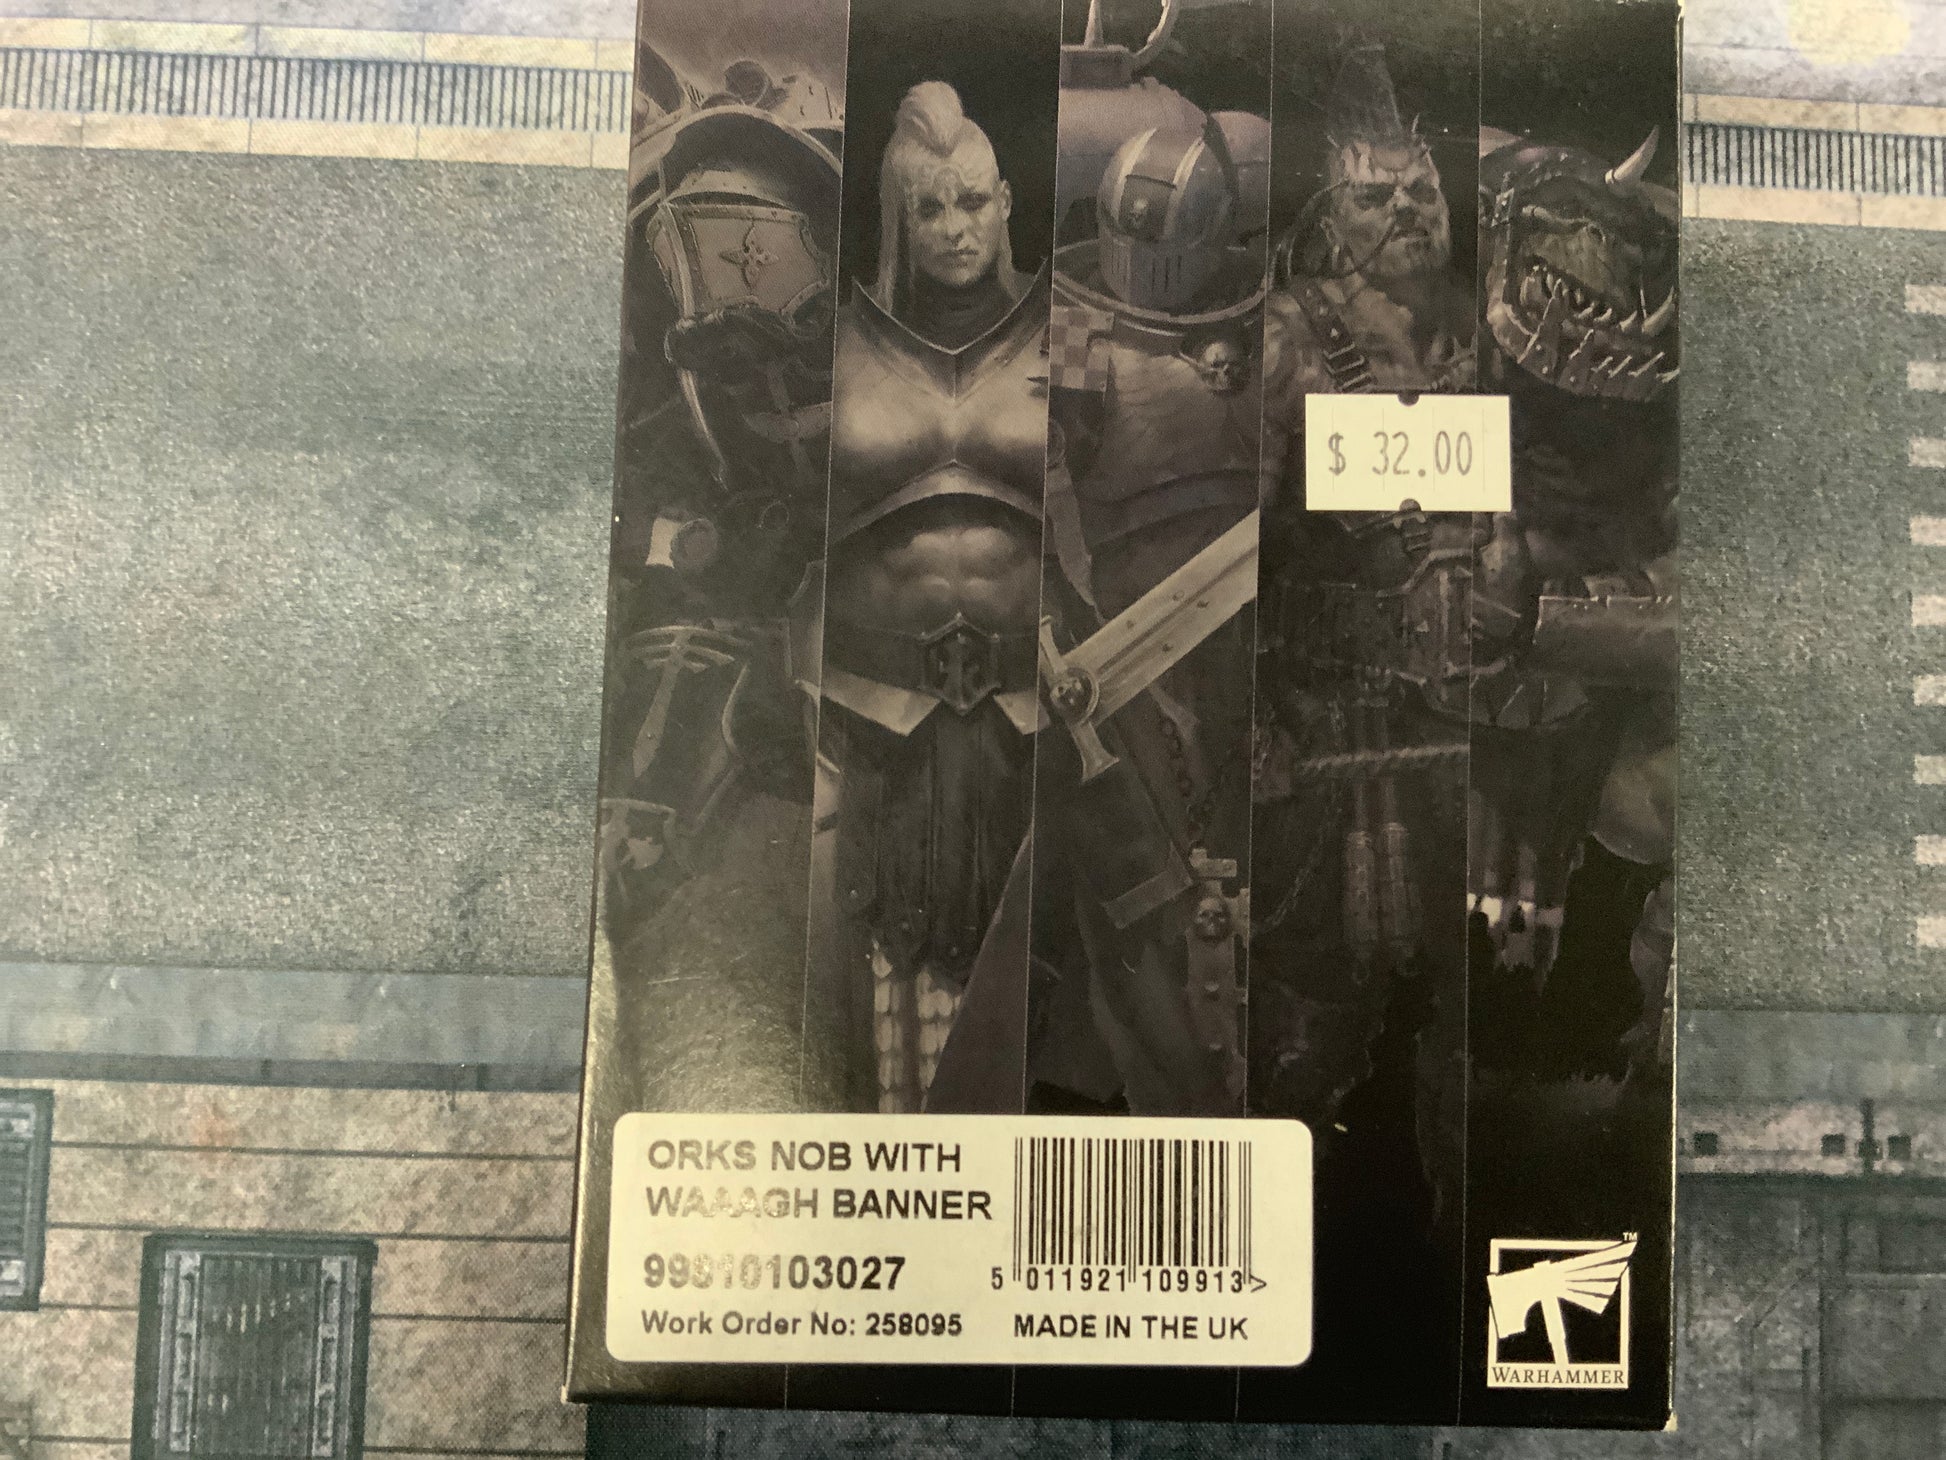 $ 32.00
ORKS NOB WITH
WAAAGH BANNER
99810103027
5 011921 109913 >
Work Order No: 258095
MADE IN THE UK
TM
WARHAMMER